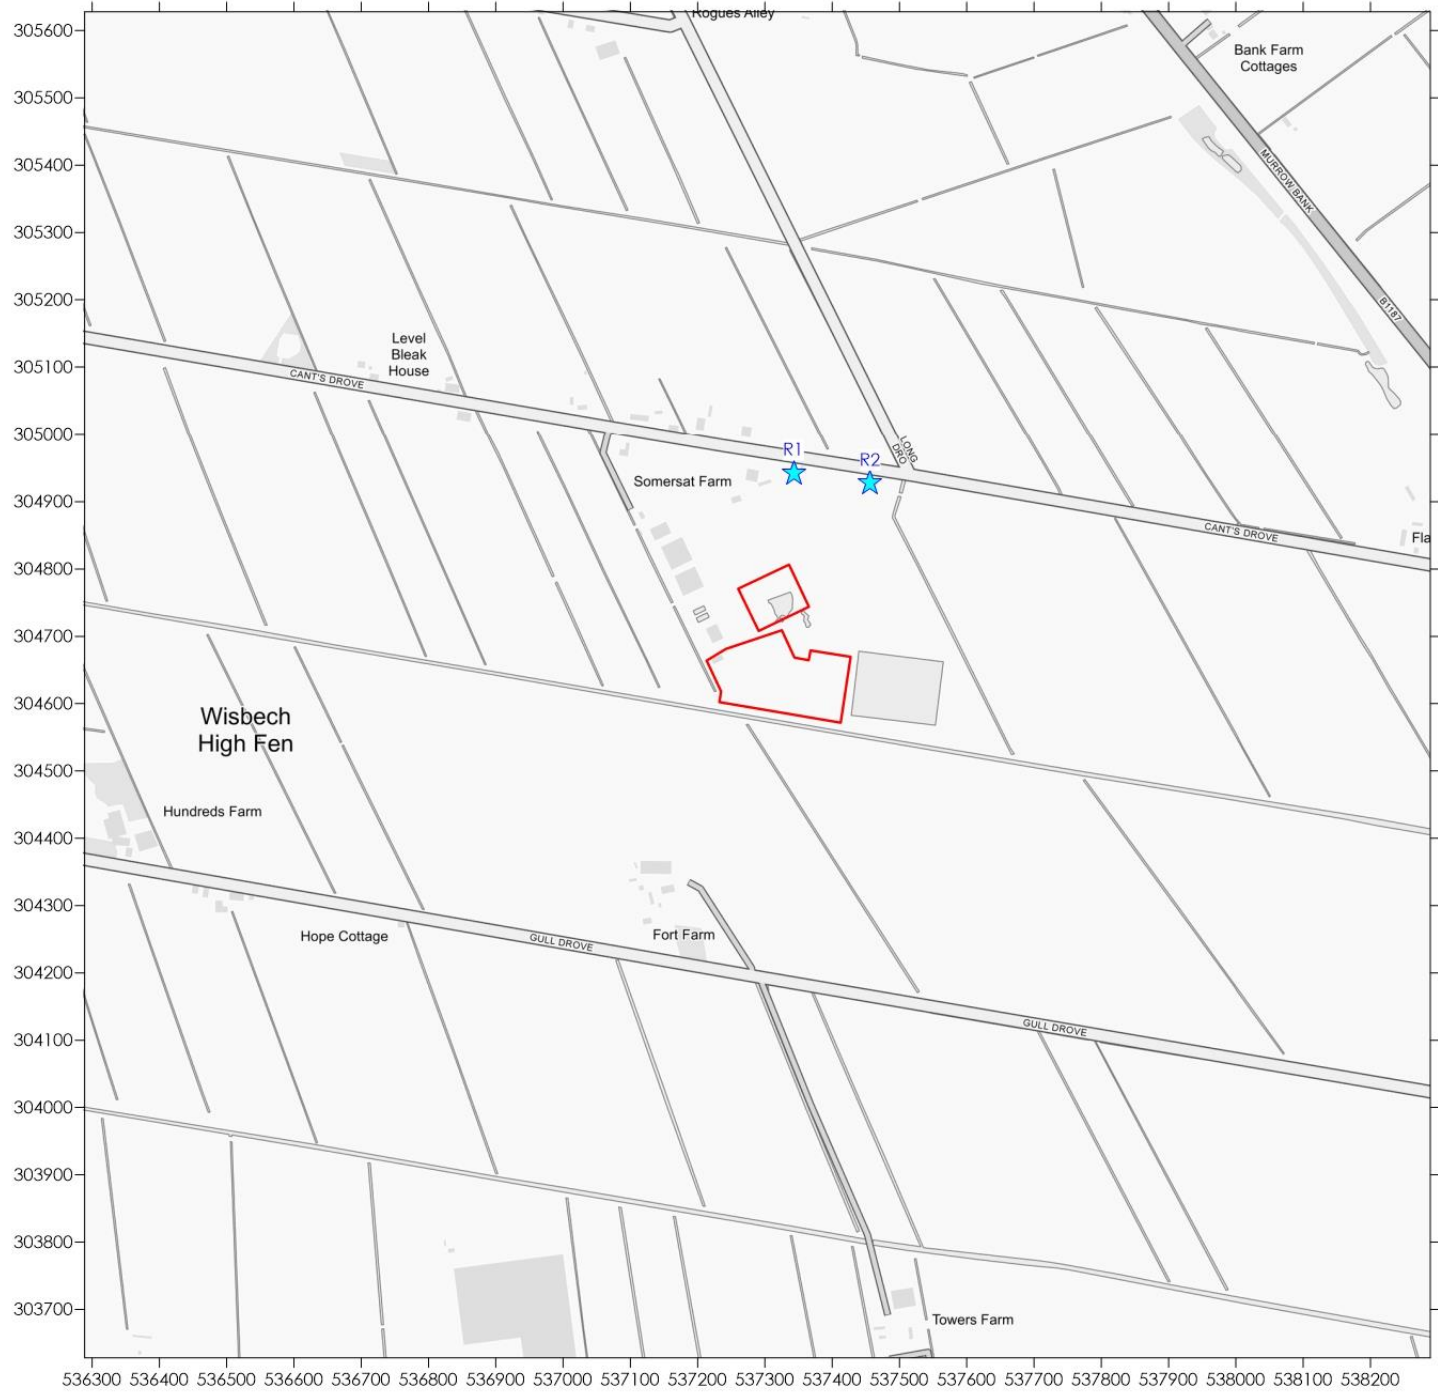 Rogues Alley
305600
Bank Farm
Cottages
305500
305400
MURROW BANK
305300
305200
B1187
Level
Bleak
House
305100
CANT'S DROVE
305000
LONG
DRO
R1
R2
Somersat Farm
304900
CANT'S DROVE
Fla
304800
304700
304600
Wisbech
High Fen
304500
Hundreds Farm
304400
304300
Hope Cottage
GULL DROVE
Fort Farm
304200
304100
GULL DROVE
304000
303900
303800
303700
Towers Farm
536300 536400 536500 536600 536700 536800 536900 537000 537100 537200 537300 537400 537500 537600 537700 537800 537900 538000 538100 538200